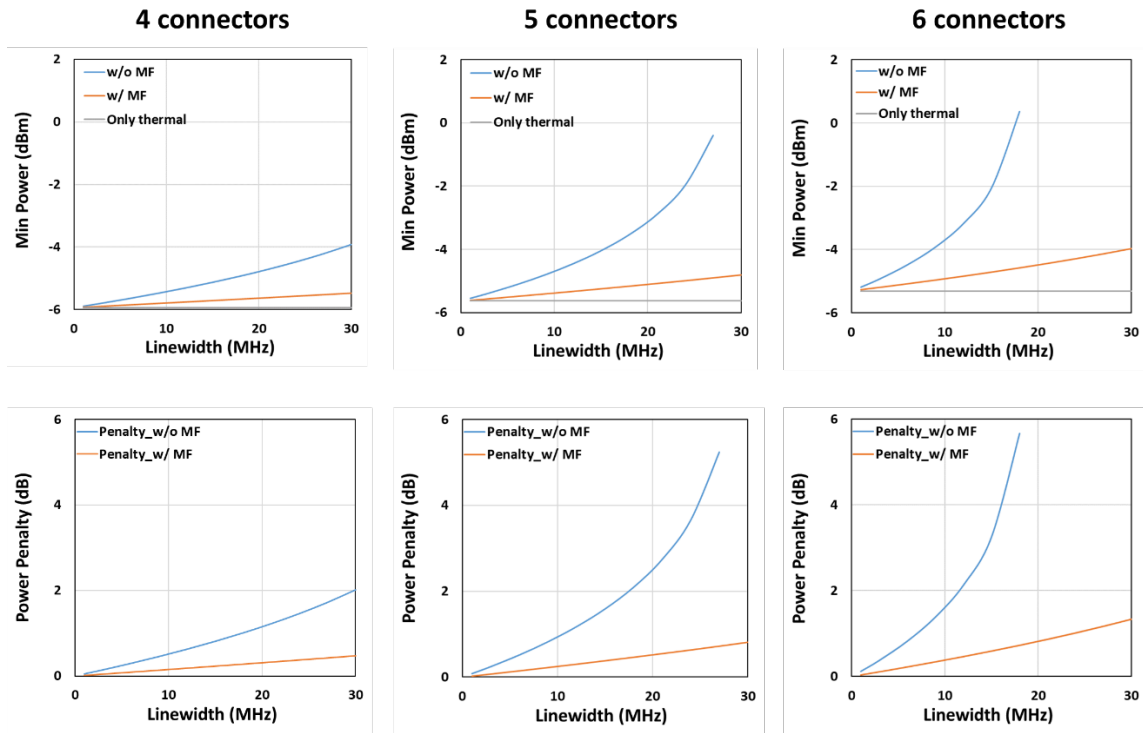 4 connectors
5 connectors
6 connectors
2
0
-2
-4
-6
Min Power (dBm)
w/o MF
w/ MF
Only thermal
0
10
20
30
Linewidth (MHz)
2
0
-2
-4
-6
Min Power (dBm)
w/o MF
w/ MF
Only thermal
0
10
20
30
Linewidth (MHz)
2
0
-2
-4
-6
Min Power (dBm)
w/o MF
w/ MF
Only thermal
0
10
20
30
Linewidth (MHz)
6
4
2
0
Power Penalty (dB)
Penalty_w/o MF
Penalty_w/ MF
0
10
20
30
Linewidth (MHz)
6
4
2
0
Power Penalty (dB)
Penalty_w/o MF
Penalty_w/ MF
0
10
20
30
Linewidth (MHz)
6
4
2
0
Power Penalty (dB)
Penalty_w/o MF
Penalty_w/ MF
0
10
20
30
Linewidth (MHz)